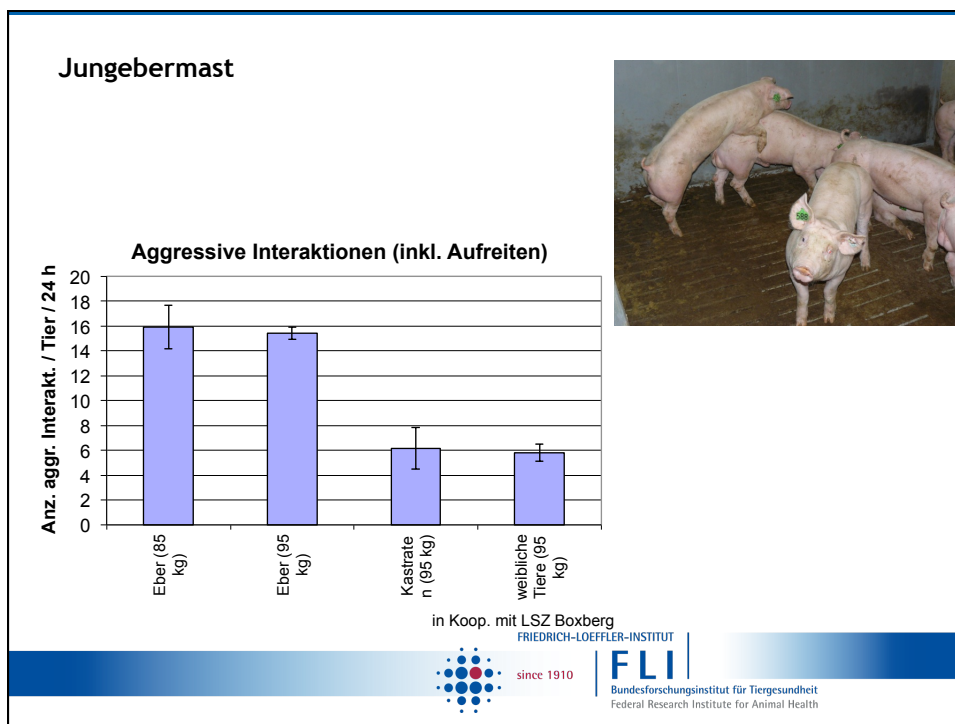 Jungebermast
588
Aggressive Interaktionen (inkl. Aufreiten)
Anz. aggr. Interakt. / Tier / 24 h
20
18
16
14
12
10
8
6
4
2
0
Eber (85
kg)
Eber (95
kg)
Kastrate
n (95 kg)
weibliche
Tiere (95
kg)
in Koop. mit LSZ Boxberg
FRIEDRICH-LOEFFLER-INSTITUT
since 1910
FLI
Bundesforschungsinstitut für Tiergesundheit
Federal Research Institute for Animal Health